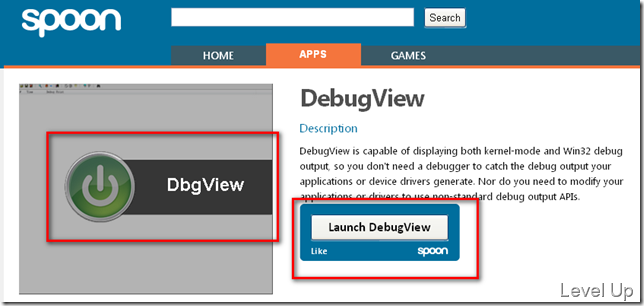 spoon
Search
HOME
APPS
GAMES
DbgView
DebugView
Description
DebugView is capable of displaying both kernel-mode and Win32 debug
output, so you don't need a debugger to catch the debug output your
applications or device drivers generate. Nor do you need to modify your
applications or drivers to use non-standard debug output APIs.
Launch DebugView
Like
spoon
Level Up